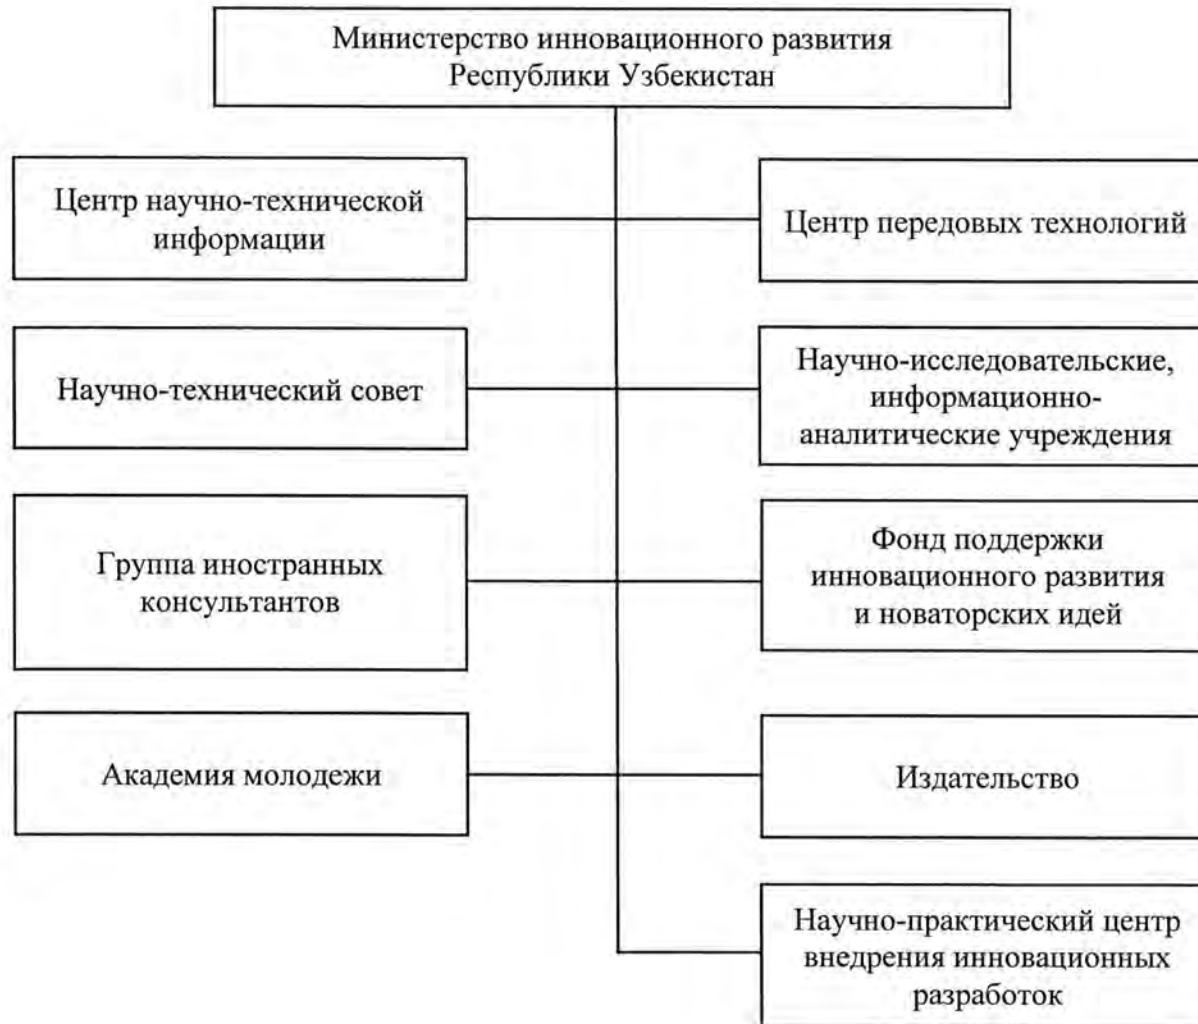 Министерство инновационного развития
Республики Узбекистан
Центр научно-технической
информации
Центр передовых технологий
Научно-технический совет
Научно-исследовательские,
информационно-
аналитические учреждения
Группа иностранных
консультантов
Фонд поддержки
инновационного развития
и новаторских идей
Академия молодежи
Издательство
Научно-практический центр
внедрения инновационных
разработок